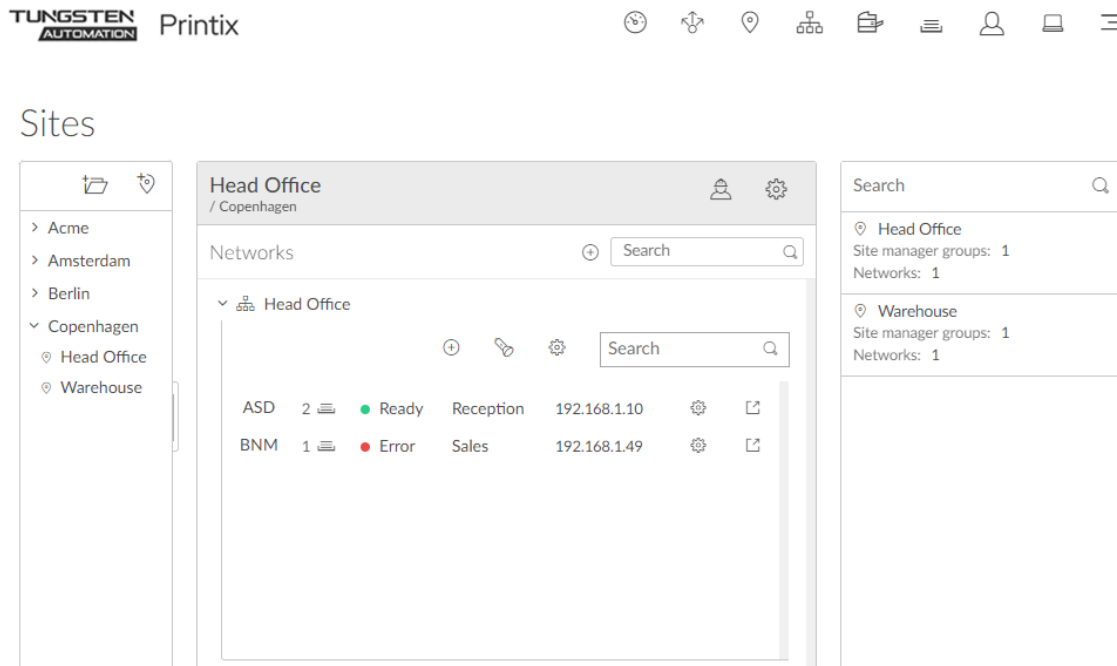 TUNGSTEN
AUTOMATION
Printix
Sites
Acme
Amsterdam
Berlin
Copenhagen
Head Office
Warehouse
Head Office
/ Copenhagen
Networks
Search
Head Office
Search
ASD 2 Ready Reception 192.168.1.10
BNM 1 Error Sales 192.168.1.49
Search
Head Office
Site manager groups: 1
Networks: 1
Warehouse
Site manager groups: 1
Networks: 1